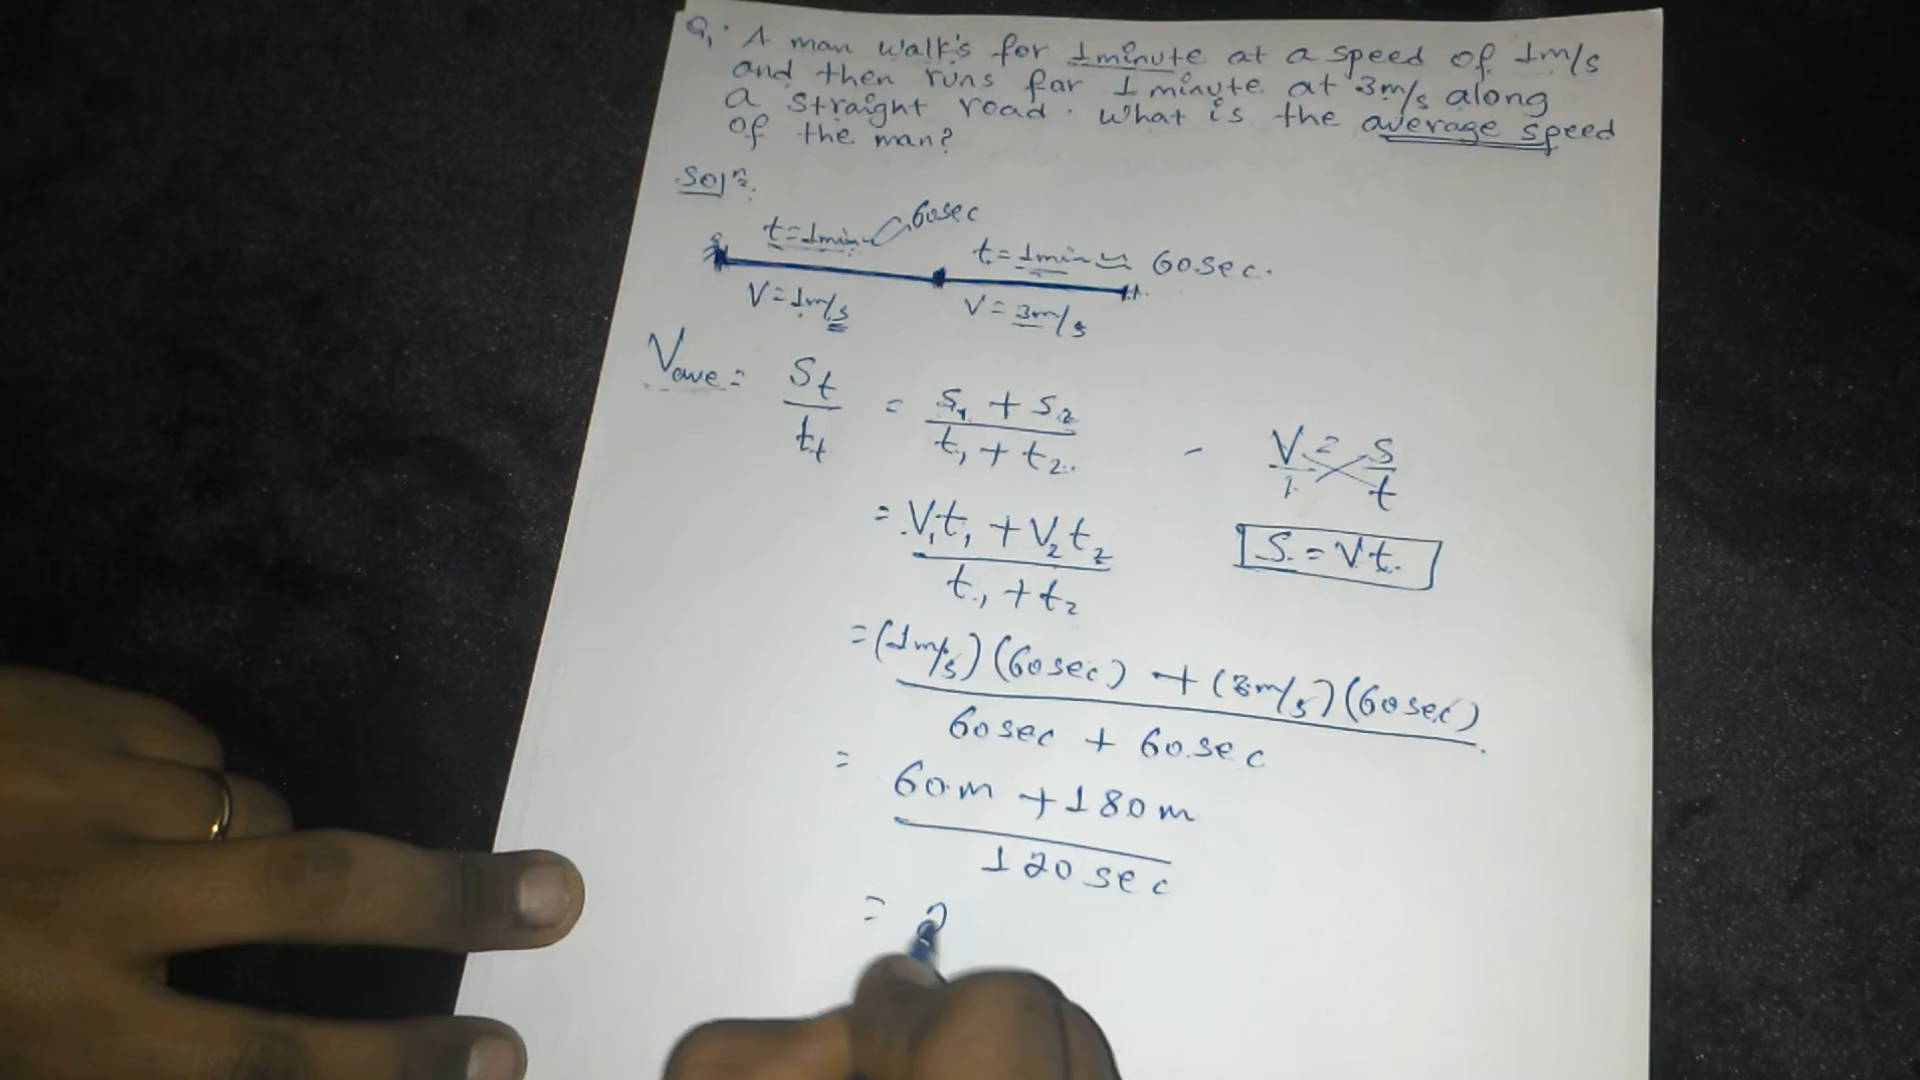 Q1. A man walk's for 1minute at a speed of 1m/s
and then runs for 1 minute at 3m/s along
a straight road. What is the average speed
of the man?
Sol n.
t=1min 60sec
t=1min = 60sec.
V=1m/s
V=3m/s
Vave = St/tt = S1 + S2 / t1 + t2
V/1 = S/t
= V1t1 + V2t2 / t1 + t2
S = Vt.
= (1m/s)(60sec) + (3m/s)(60sec) / 60sec + 60sec
= 60m + 180m / 120sec
= 2